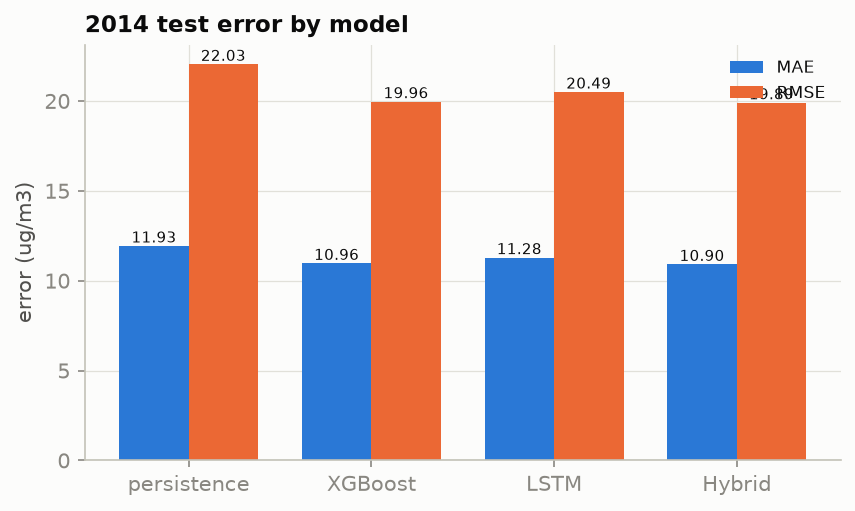 2014 test error by model
MAE
RMSE
22.03
19.96
20.49
11.93
10.96
11.28
10.90
error (ug/m3)
20
15
10
5
0
persistence
XGBoost
LSTM
Hybrid